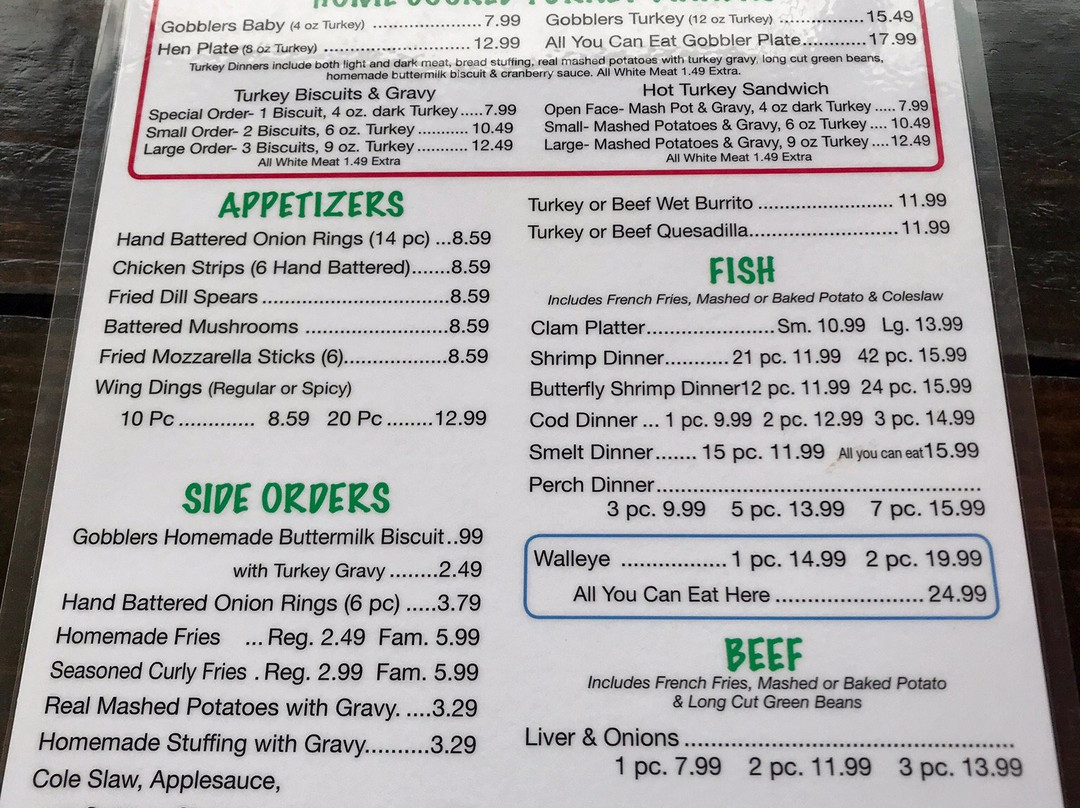 Gobblers Baby (4 oz Turkey) ..........................7.99
Hen Plate (8 oz Turkey) ..........................12.99
Gobblers Turkey (12 oz Turkey) ................15.49
All You Can Eat Gobbler Plate............17.99
Turkey Dinners include both light and dark meat, bread stuffing, real mashed potatoes with turkey gravy, long cut green beans,
homemade buttermilk biscuit & cranberry sauce. All White Meat 1.49 Extra.
Turkey Biscuits & Gravy
Special Order- 1 Biscuit, 4 oz. dark Turkey.....7.99
Small Order- 2 Biscuits, 6 oz. Turkey........... 10.49
Large Order- 3 Biscuits, 9 oz. Turkey...........12.49
All White Meat 1.49 Extra
Hot Turkey Sandwich
Open Face- Mash Pot & Gravy, 4 oz dark Turkey .....7.99
Small- Mashed Potatoes & Gravy, 6 oz Turkey .... 10.49
Large- Mashed Potatoes & Gravy, 9 oz Turkey....12.49
All White Meat 1.49 Extra
APPETIZERS
Hand Battered Onion Rings (14 pc) ...8.59
Chicken Strips (6 Hand Battered).......8.59
Fried Dill Spears.................................8.59
Battered Mushrooms .........................8.59
Fried Mozzarella Sticks (6)..................8.59
Wing Dings (Regular or Spicy)
10 Pc............. 8.59 20 Pc........12.99
SIDE ORDERS
Gobblers Homemade Buttermilk Biscuit..99
with Turkey Gravy ........2.49
Hand Battered Onion Rings (6 pc) .....3.79
Homemade Fries ...Reg. 2.49 Fam. 5.99
Seasoned Curly Fries .Reg. 2.99 Fam. 5.99
Real Mashed Potatoes with Gravy. ....3.29
Homemade Stuffing with Gravy..........3.29
Cole Slaw, Applesauce,
Turkey or Beef Wet Burrito ........................ 11.99
Turkey or Beef Quesadilla.......................... 11.99
FISH
Includes French Fries, Mashed or Baked Potato & Coleslaw
Clam Platter.......................Sm. 10.99 Lg. 13.99
Shrimp Dinner...........21 pc. 11.99 42 pc. 15.99
Butterfly Shrimp Dinner12 pc. 11.99 24 pc. 15.99
Cod Dinner ... 1 pc. 9.99 2 pc. 12.99 3 pc. 14.99
Smelt Dinner....... 15 pc. 11.99 All you can eat15.99
Perch Dinner......................................................
3 pc. 9.99 5 pc. 13.99 7 pc. 15.99
Walleye ..................1 pc. 14.99 2 pc. 19.99
All You Can Eat Here ......................... 24.99
BEEF
Includes French Fries, Mashed or Baked Potato
& Long Cut Green Beans
Liver & Onions ......................................................
1 pc. 7.99 2 pc. 11.99 3 pc. 13.99